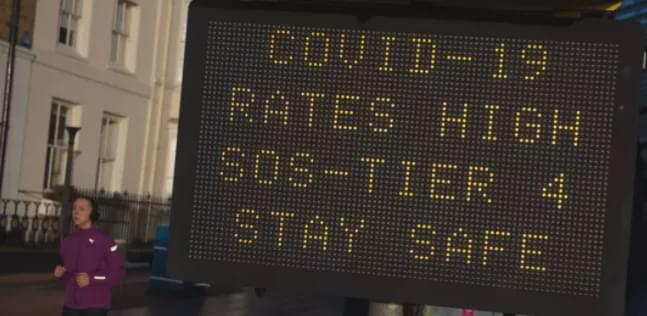 COVID-19
RATES HIGH
SOS-TIER 4
STAY SAFE